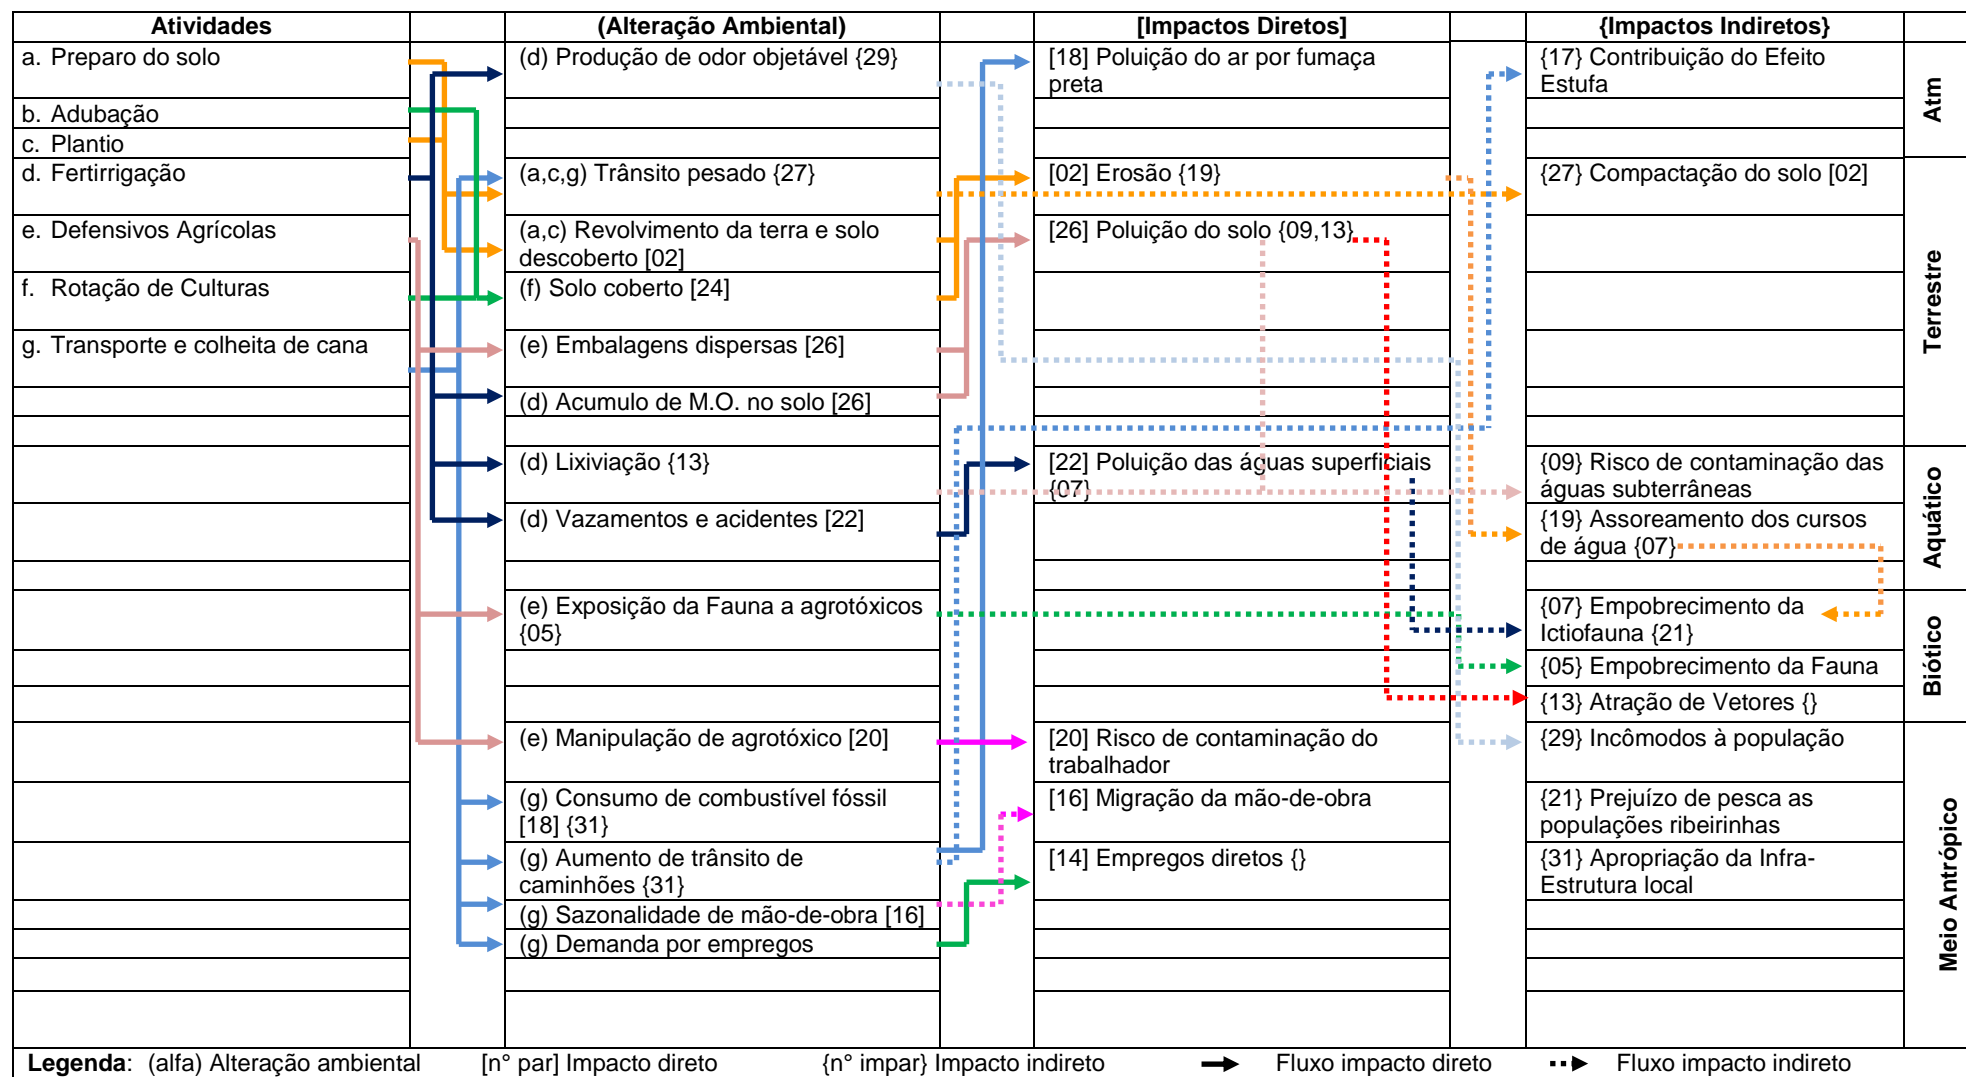 Atividades (Alteração Ambiental) [Impactos Diretos] {Impactos Indiretos}
a. Preparo do solo
(d) Produção de odor objetável {29}
[18] Poluição do ar por fumaça
preta
{17} Contribuição do Efeito
Estufa
Atm
b. Adubação
c. Plantio
d. Fertirrigação
(a,c,g) Trânsito pesado {27}
[02] Erosão {19}
{27} Compactação do solo [02]
Terrestre
e. Defensivos Agrícolas
(a,c) Revolvimento da terra e solo
descoberto [02]
[26] Poluição do solo {09,13}
f. Rotação de Culturas
(f) Solo coberto [24]
g. Transporte e colheita de cana
(e) Embalagens dispersas [26]
(d) Acumulo de M.O. no solo [26]
(d) Lixiviação {13}
[22] Poluição das águas superficiais
{07}
{09} Risco de contaminação das
águas subterrâneas
Aquático
(d) Vazamentos e acidentes [22]
{19} Assoreamento dos cursos
de água {07}
(e) Exposição da Fauna a agrotóxicos
{05}
{07} Empobrecimento da
Ictiofauna {21}
Biótico
{05} Empobrecimento da Fauna
{13} Atração de Vetores {}
(e) Manipulação de agrotóxico [20]
[20] Risco de contaminação do
trabalhador
{29} Incômodos à população
Meio Antrópico
(g) Consumo de combustível fóssil
[18] {31}
[16] Migração da mão-de-obra
{21} Prejuízo de pesca as
populações ribeirinhas
(g) Aumento de trânsito de
caminhões {31}
[14] Empregos diretos {}
{31} Apropriação da Infra-
Estrutura local
(g) Sazonalidade de mão-de-obra [16]
(g) Demanda por empregos
Legenda: (alfa) Alteração ambiental [n° par] Impacto direto {n° impar} Impacto indireto Fluxo impacto direto Fluxo impacto indireto